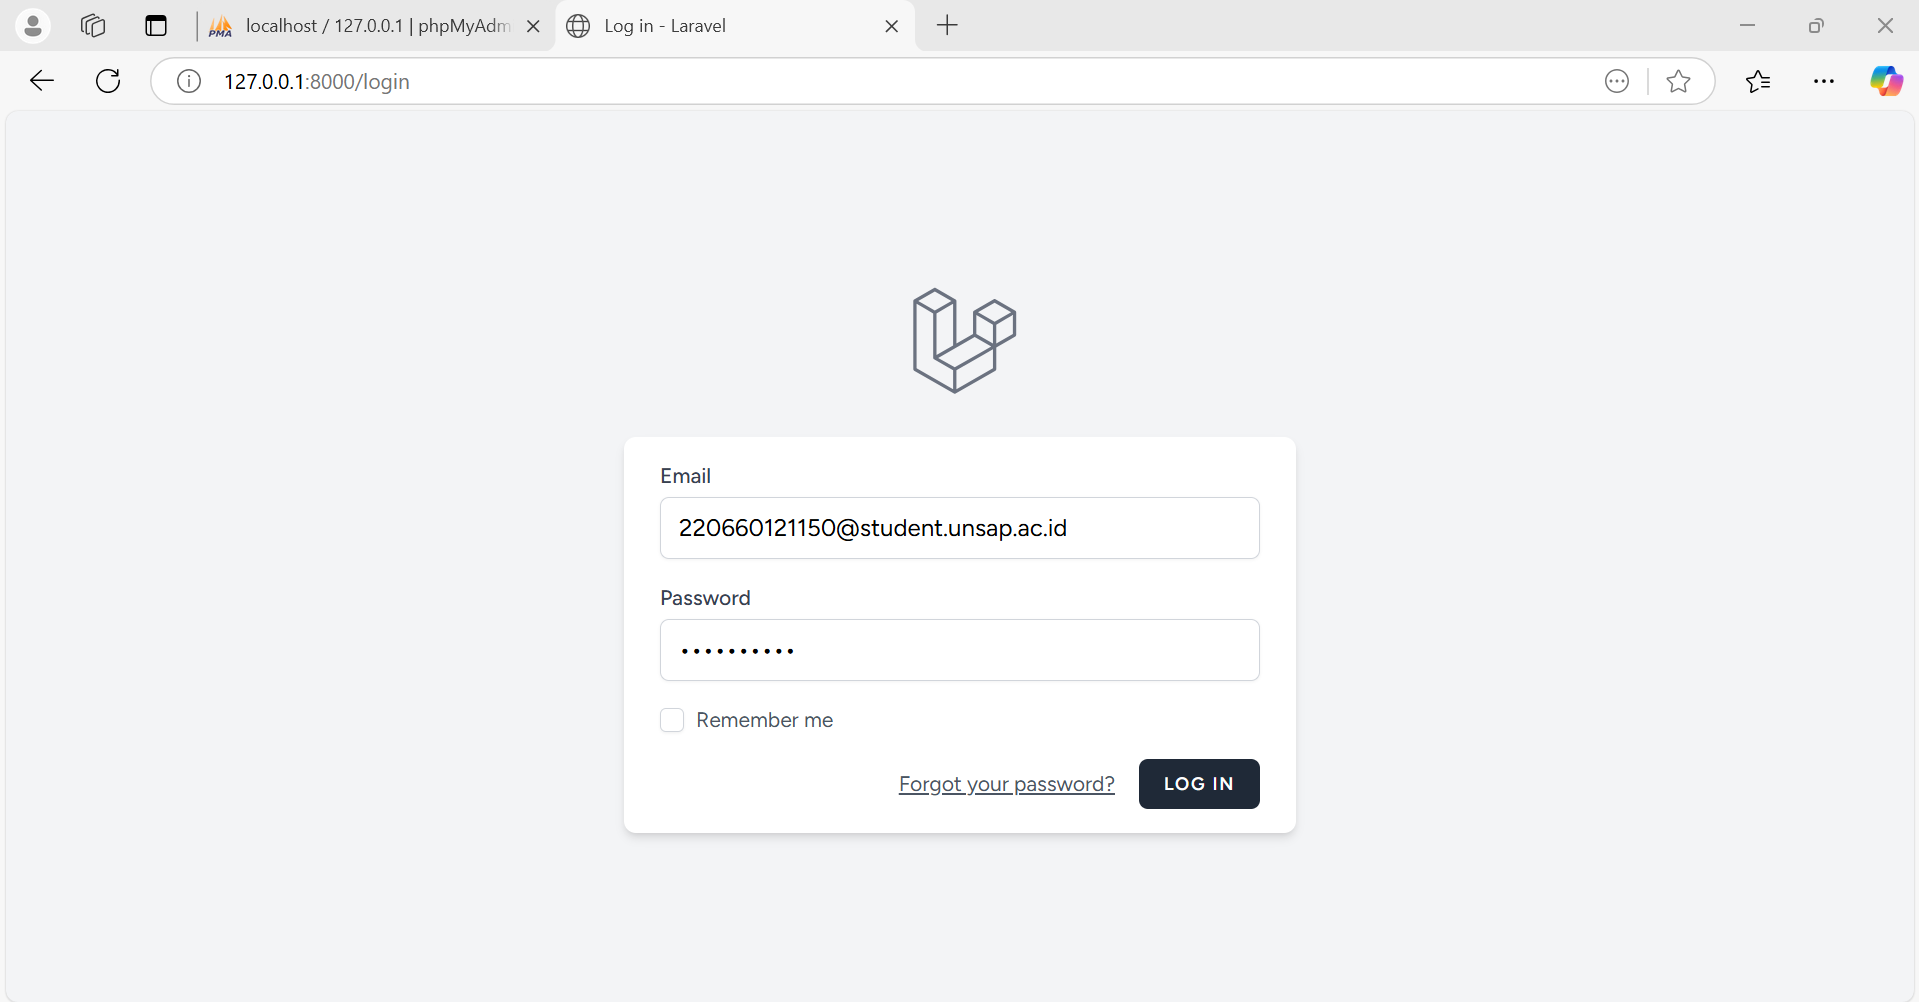 PMA localhost / 127.0.0.1 | phpMyAdm
Log in - Laravel
127.0.0.1:8000/login
Email
220660121150@student.unsap.ac.id
Password
Remember me
Forgot your password?
LOG IN